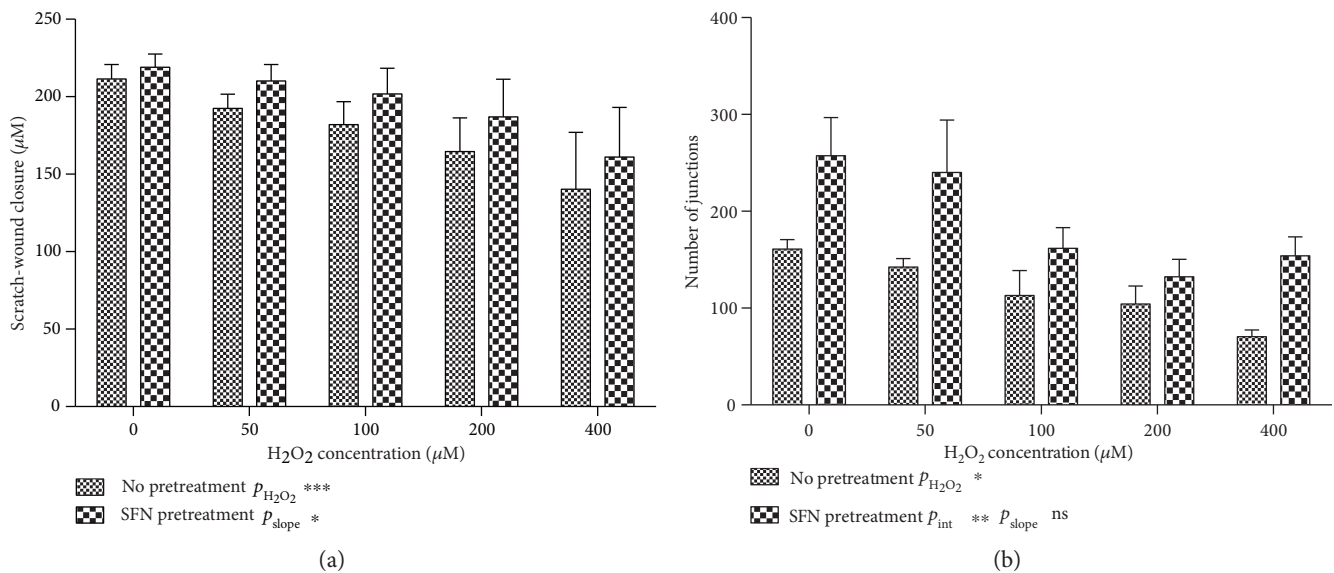 250
200
150
100
50
0
Scratch-wound closure (μM)
0 50 100 200 400
H2O2 concentration (μM)
No pretreatment pH2O2 ***
SFN pretreatment pslope *
(a)
400
300
200
100
0
Number of junctions
0 50 100 200 400
H2O2 concentration (μM)
No pretreatment pH2O2 *
SFN pretreatment pint ** pslope ns
(b)